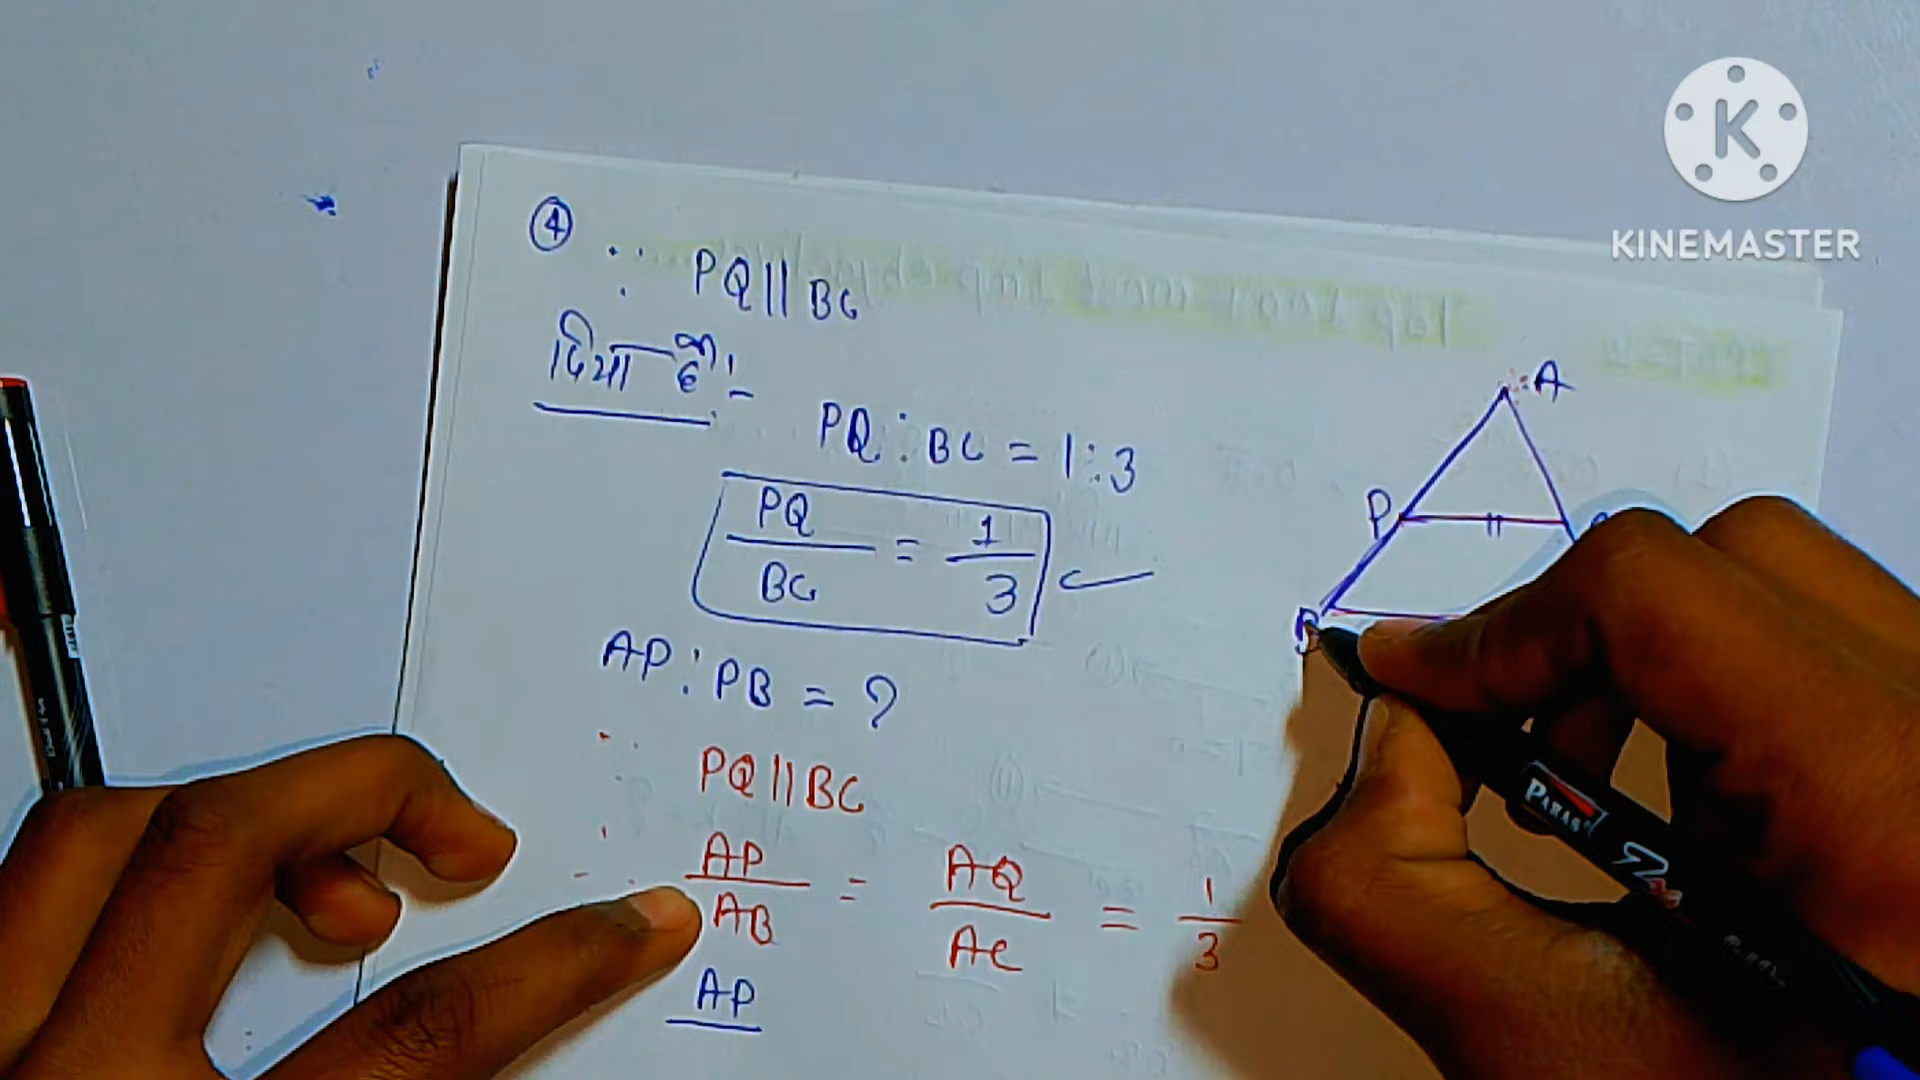 KINEMASTER
④
∵ PQ || BC
दिया है :-
PQ : BC = 1 : 3
PQ/BC = 1/3
AP : PB = ?
∵ PQ || BC
∴ AP/AB = AQ/AC = 1/3
AP
A
P
B
PARAS